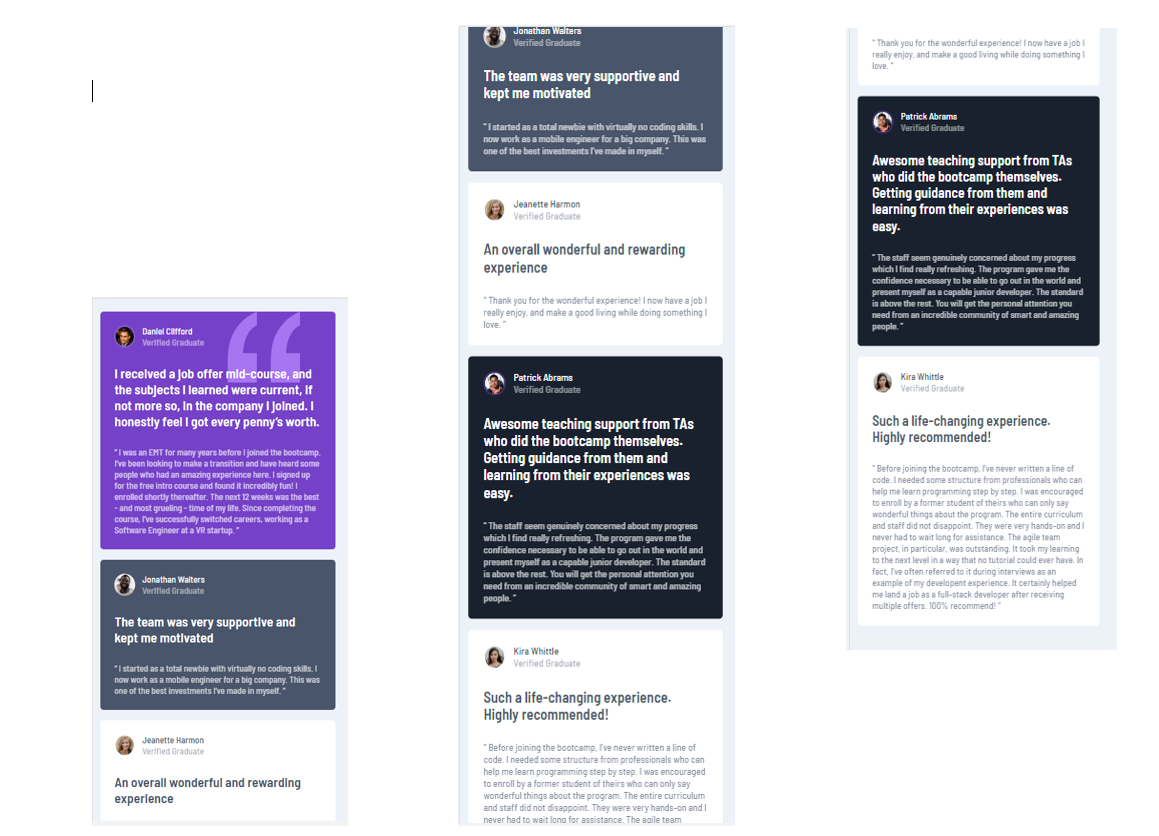 Daniel Clifford
Verified Graduate
I received a job offer mid-course, and
the subjects I learned were current, if
not more so, in the company I joined. I
honestly feel I got every penny's worth.
“ I was an EMT for many years before I joined the bootcamp.
I've been looking to make a transition and have heard some
people who had an amazing experience here. I signed up
for the free intro course and found it incredibly fun! I
enrolled shortly thereafter. The next 12 weeks was the best
- and most grueling - time of my life. Since completing the
course, I've successfully switched careers, working as a
Software Engineer at a VR startup. ”
Jonathan Walters
Verified Graduate
The team was very supportive and
kept me motivated
“ I started as a total newbie with virtually no coding skills. I
now work as a mobile engineer for a big company. This was
one of the best investments I've made in myself. ”
Jeanette Harmon
Verified Graduate
An overall wonderful and rewarding
experience
Jonathan Walters
Verified Graduate
The team was very supportive and
kept me motivated
“ I started as a total newbie with virtually no coding skills. I
now work as a mobile engineer for a big company. This was
one of the best investments I've made in myself. ”
Jeanette Harmon
Verified Graduate
An overall wonderful and rewarding
experience
“ Thank you for the wonderful experience! I now have a job I
really enjoy, and make a good living while doing something I
love. ”
Patrick Abrams
Verified Graduate
Awesome teaching support from TAs
who did the bootcamp themselves.
Getting guidance from them and
learning from their experiences was
easy.
“ The staff seem genuinely concerned about my progress
which I find really refreshing. The program gave me the
confidence necessary to be able to go out in the world and
present myself as a capable junior developer. The standard
is above the rest. You will get the personal attention you
need from an incredible community of smart and amazing
people. ”
Kira Whittle
Verified Graduate
Such a life-changing experience.
Highly recommended!
“ Before joining the bootcamp, I've never written a line of
code. I needed some structure from professionals who can
help me learn programming step by step. I was encouraged
to enroll by a former student of theirs who can only say
wonderful things about the program. The entire curriculum
and staff did not disappoint. They were very hands-on and I
never had to wait long for assistance. The agile team
“ Thank you for the wonderful experience! I now have a job I
really enjoy, and make a good living while doing something I
love. ”
Patrick Abrams
Verified Graduate
Awesome teaching support from TAs
who did the bootcamp themselves.
Getting guidance from them and
learning from their experiences was
easy.
“ The staff seem genuinely concerned about my progress
which I find really refreshing. The program gave me the
confidence necessary to be able to go out in the world and
present myself as a capable junior developer. The standard
is above the rest. You will get the personal attention you
need from an incredible community of smart and amazing
people. ”
Kira Whittle
Verified Graduate
Such a life-changing experience.
Highly recommended!
“ Before joining the bootcamp, I've never written a line of
code. I needed some structure from professionals who can
help me learn programming step by step. I was encouraged
to enroll by a former student of theirs who can only say
wonderful things about the program. The entire curriculum
and staff did not disappoint. They were very hands-on and I
never had to wait long for assistance. The agile team
project, in particular, was outstanding. It took my learning
to the next level in a way that no tutorial could ever have. In
fact, I've often referred to it during interviews as an
example of my developent experience. It certainly helped
me land a job as a full-stack developer after receiving
multiple offers. 100% recommend! ”